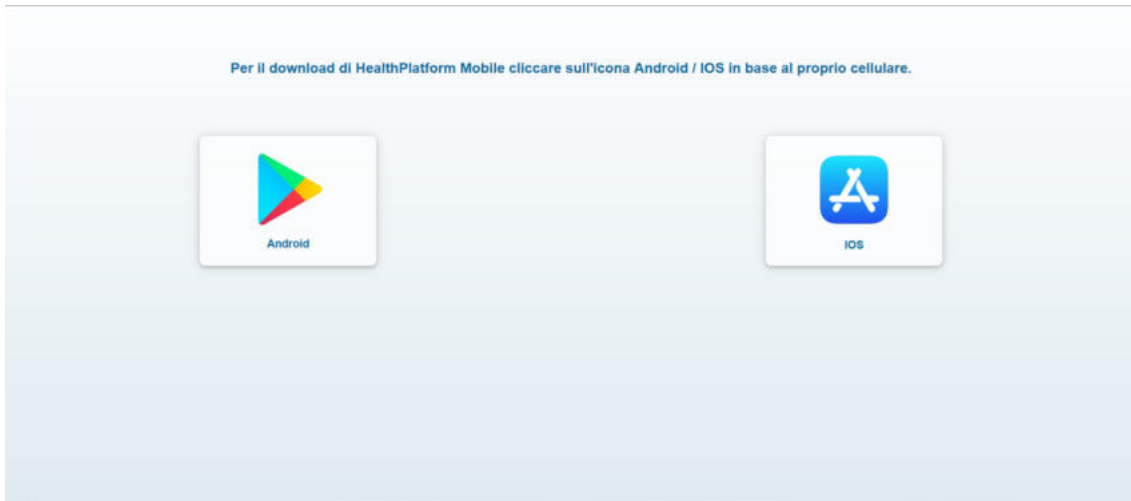 Per il download di HealthPlatform Mobile cliccare sull'icona Android / IOS in base al proprio cellulare.
Android
IOS